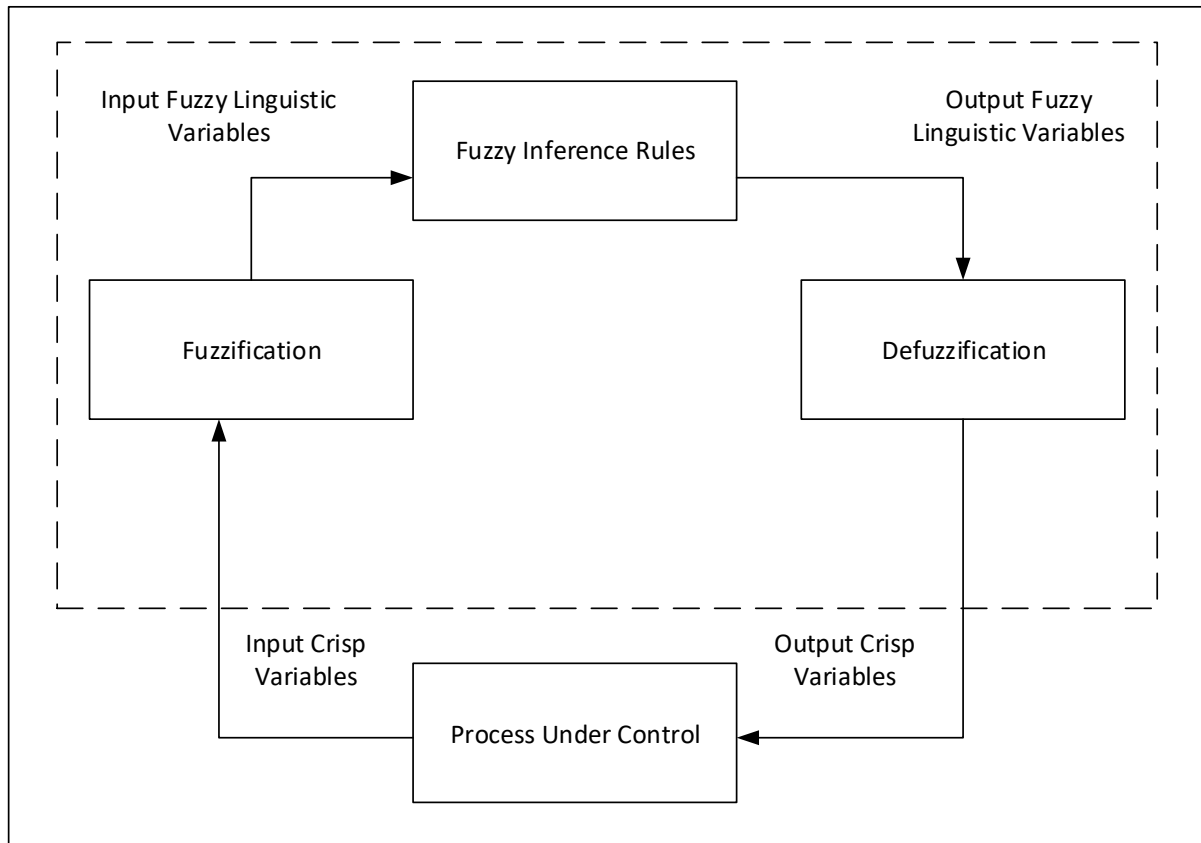 Input Fuzzy Linguistic
Variables
Fuzzy Inference Rules
Output Fuzzy
Linguistic Variables
Fuzzification
Defuzzification
Input Crisp
Variables
Output Crisp
Variables
Process Under Control